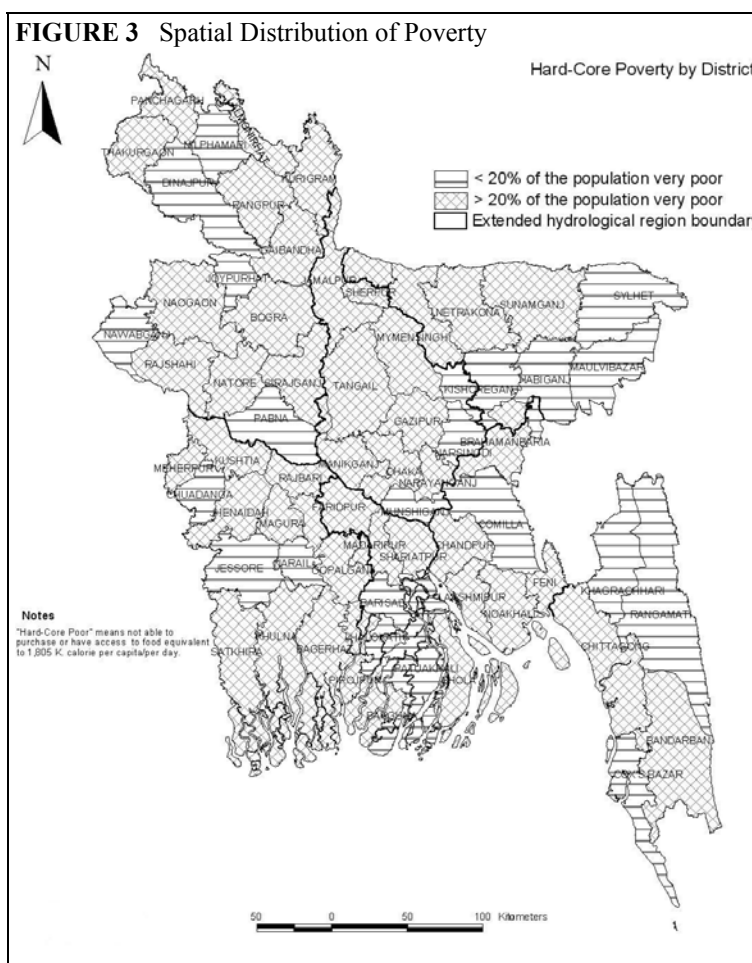 FIGURE 3 Spatial Distribution of Poverty
N
Hard-Core Poverty by District
< 20% of the population very poor
> 20% of the population very poor
Extended hydrological region boundar
PANCHAGARH
THAKURGAON
NILPHAMARI
DINAJPUR
KURIGRAM
RANGPUR
GAIBANDHA
JOYPURHAT
JAMALPUR
SHERPUR
NAOGAON
BOGRA
NETRAKONA
SUNAMGANJ
SYLHET
MYMENSINGH
NAWABGANJ
RAJSHAHI
NATORE
SIRAJGANJ
TANGAIL
KISHOREGANJ
HABIGANJ
MAULVIBAZAR
PABNA
GAZIPUR
BRAHAMANBARIA
NARSINGDI
MEHERPUR
KUSHTIA
MANIKGANJ
DHAKA
CHUADANGA
RAJBARI
NARAYANGANJ
JHENAIDAH
MAGURA
FARIDPUR
MUNSHIGANJ
COMILLA
MADARIPUR
SHARIATPUR
CHANDPUR
JESSORE
NARAIL
GOPALGANJ
BARISAL
LAKSHMIPUR
NOAKHALI
FENI
KHAGRACHHARI
RANGAMATI
SATKHIRA
KHULNA
BAGERHAT
PIROJPUR
PATUAKHALI
BHOLA
CHITTAGONG
BANDARBAN
COX'S BAZAR
Notes
"Hard-Core Poor" means not able to
purchase or have access to food equivalent
to 1,805 K. calorie per capita/per day.
50 0 50 100 Kilometers